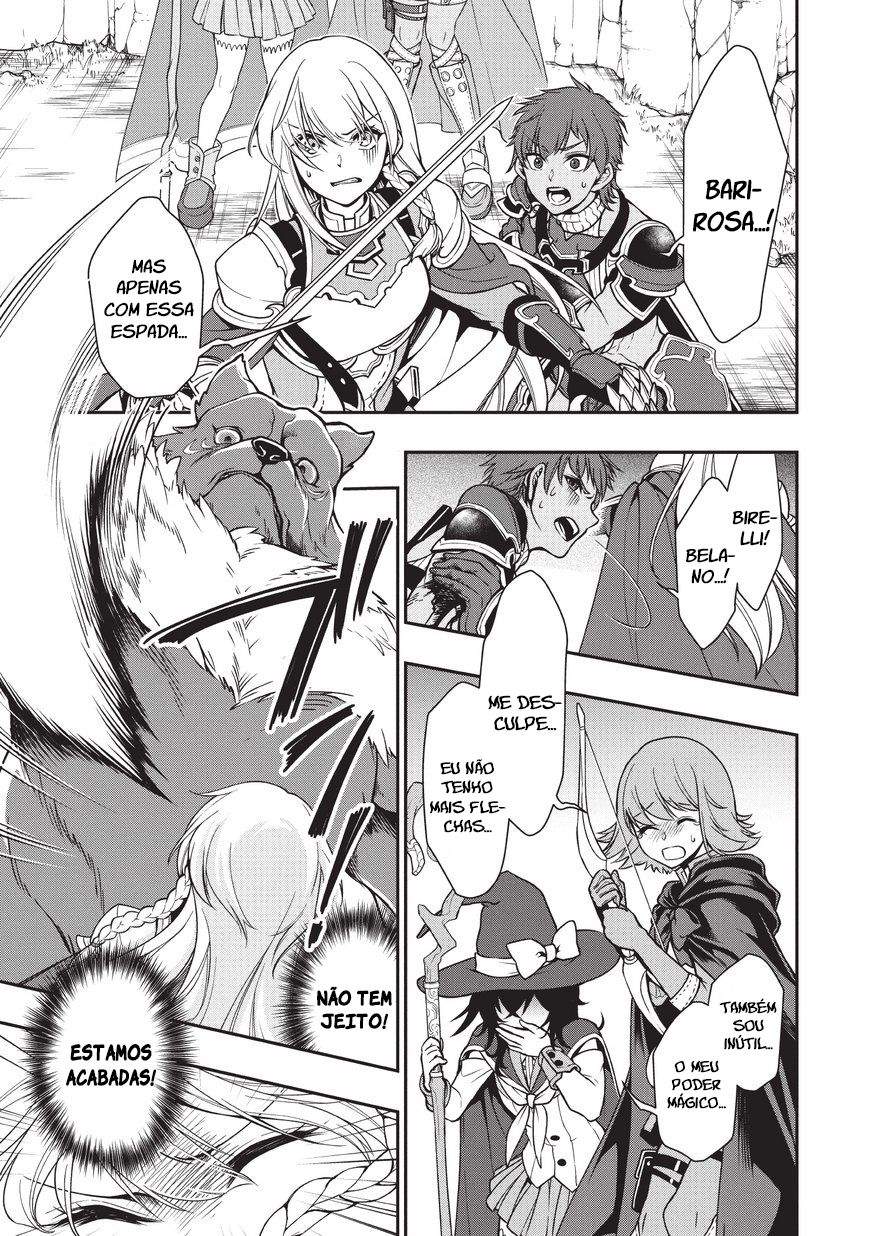 BARI-
ROSA...!
MAS
APENAS
COM ESSA
ESPADA...
BIRE-
LLI!
BELA-
NO...!
ME DES-
CULPE...
EU NÃO
TENHO
MAIS FLE-
CHAS...
TAMBÉM
SOU
INÚTIL...
O MEU
PODER
MÁGICO...
NÃO TEM
JEITO!
ESTAMOS
ACABADAS!